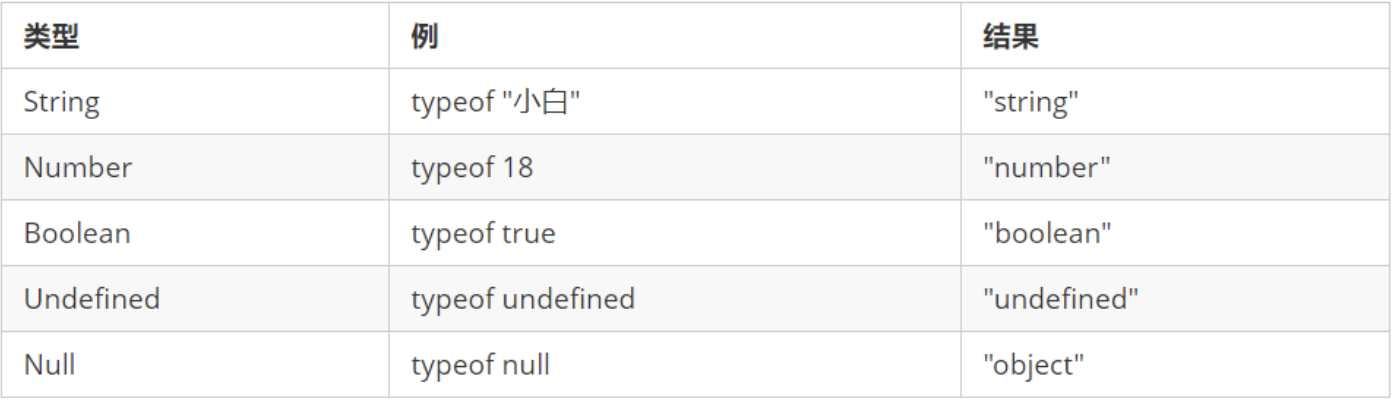 类型 例 结果
String typeof "小白" "string"
Number typeof 18 "number"
Boolean typeof true "boolean"
Undefined typeof undefined "undefined"
Null typeof null "object"